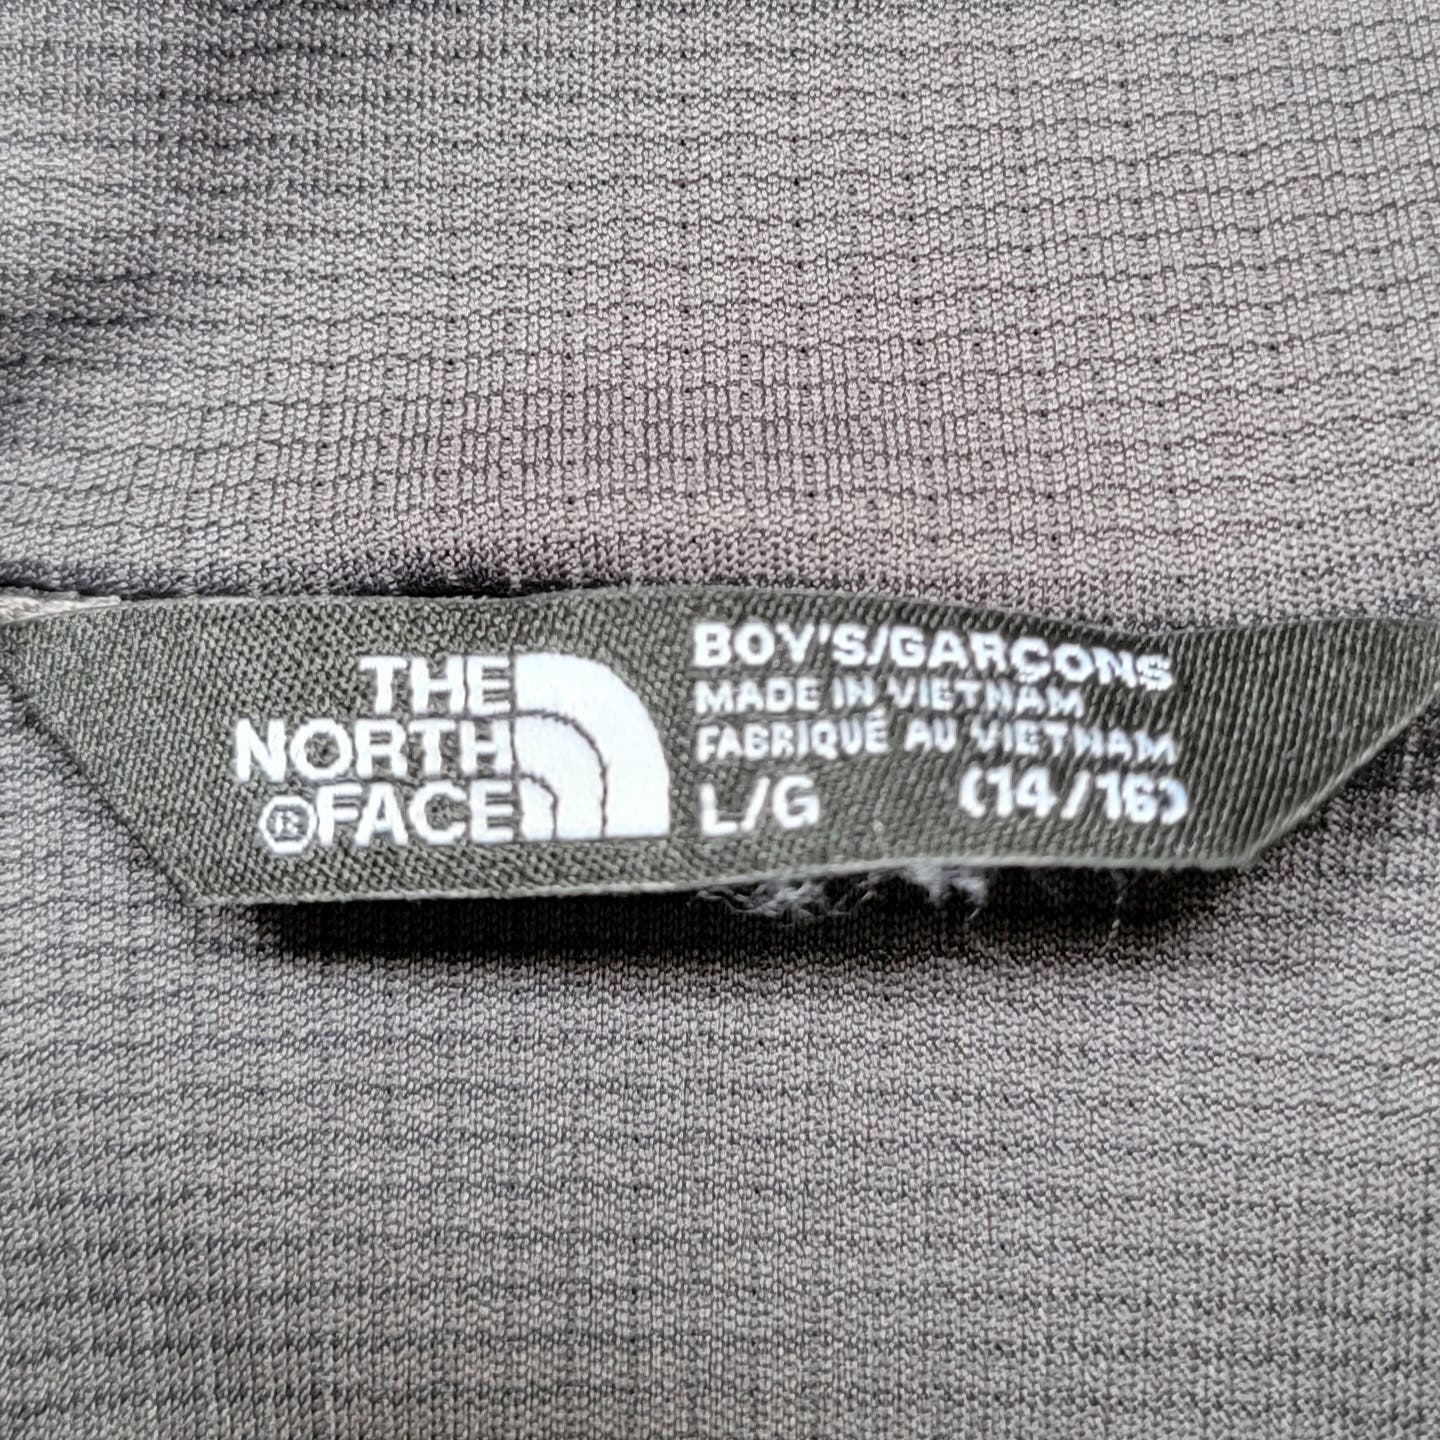 THE
NORTH
®FACE
BOY'S/GARÇONS
MADE IN VIETNAM
FABRIQUÉ AU VIETNAM
L/G (14/16)